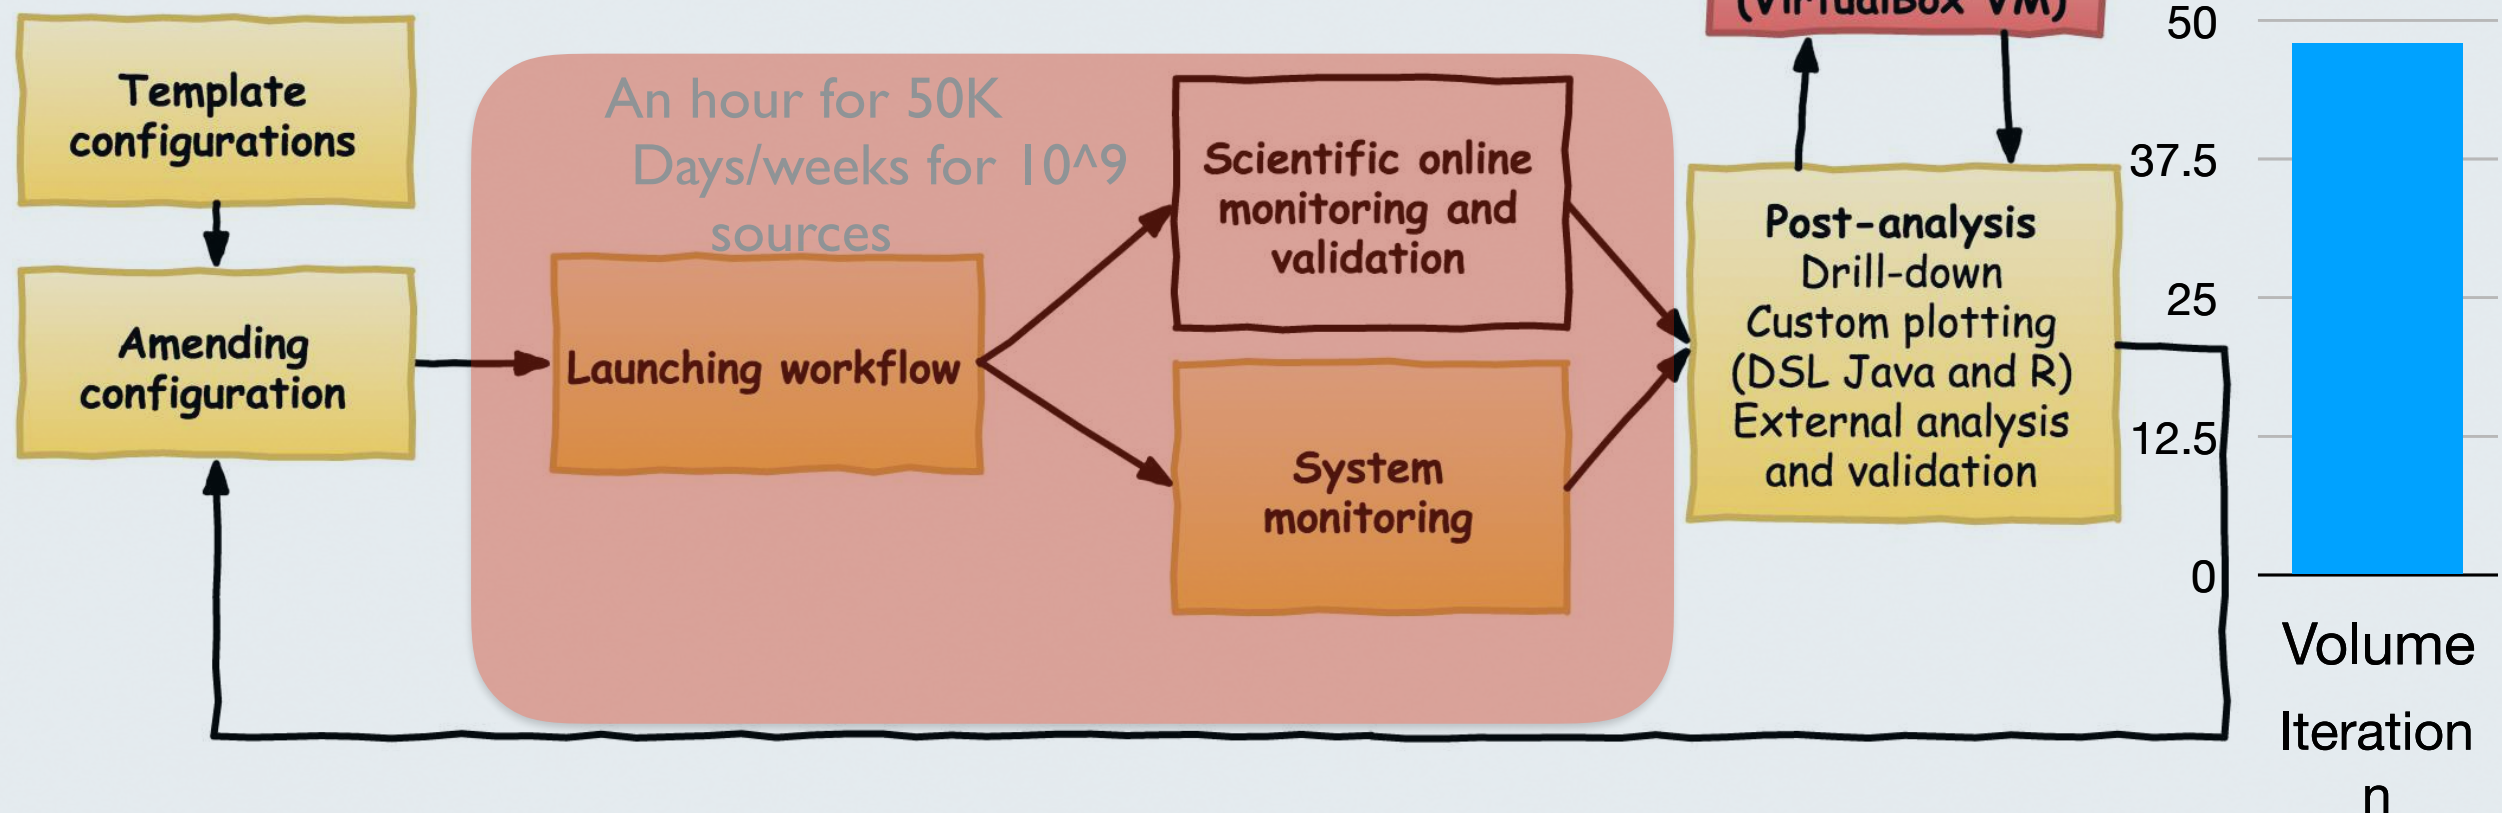 Template
configurations
Amending
configuration
An hour for 50K
Days/weeks for 10^9
sources
Launching workflow
Scientific online
monitoring and
validation
System
monitoring
(VirtualBox VM)
Post-analysis
Drill-down
Custom plotting
(DSL Java and R)
External analysis
and validation
50
37.5
25
12.5
0
Volume
Iteration
n